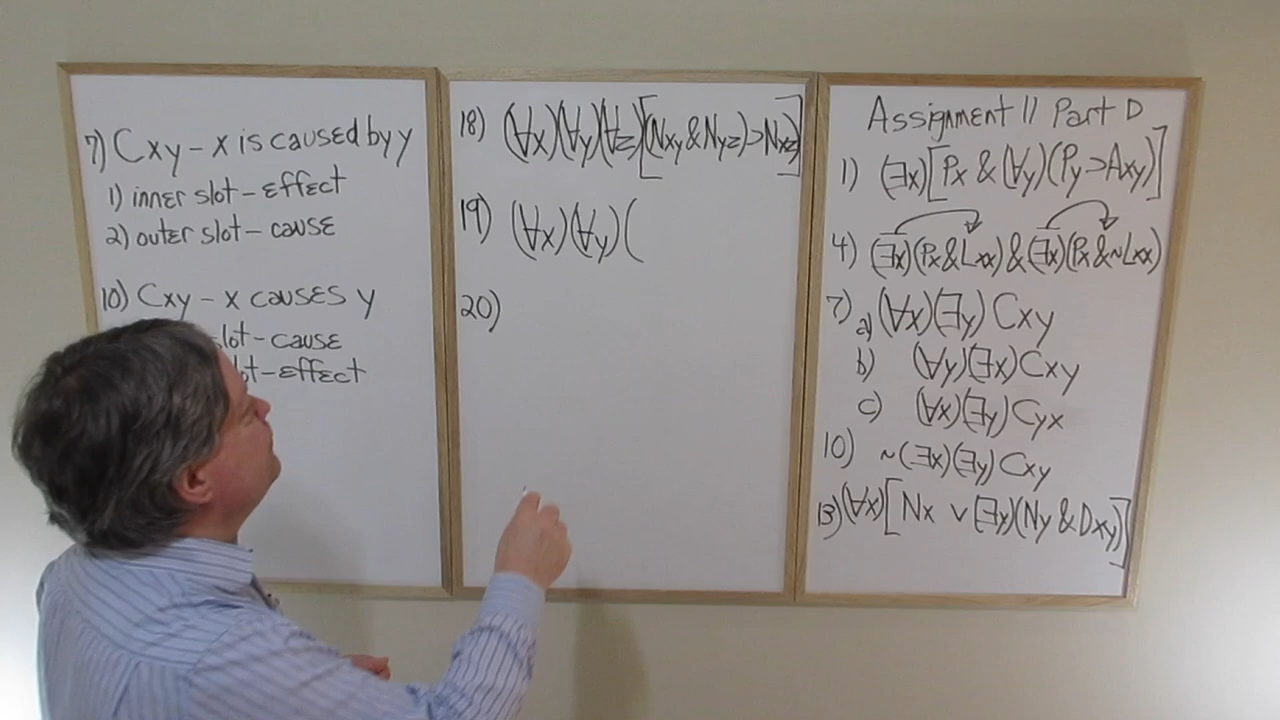 7) Cxy - x is caused by y
1) inner slot - effect
2) outer slot - cause
10) Cxy - x causes y
slot - cause
slot - effect
18) (∀x)(∀y)(∀z)[(Nxy & Nyz) > Nxz]
19) (∀x)(∀y)(
20)
Assignment 11 Part D
1) (∃x)[Px & (∀y)(Py > Axy)]
4) (∃x)(Px & Lxx) & (∃x)(Px & ~Lxx)
7) a) (∀x)(∃y) Cxy
b) (∀y)(∃x) Cxy
c) (∀x)(∃y) Cyx
10) ~(∃x)(∃y) Cxy
13) (∀x)[Nx v (∃y)(Ny & Dxy)]